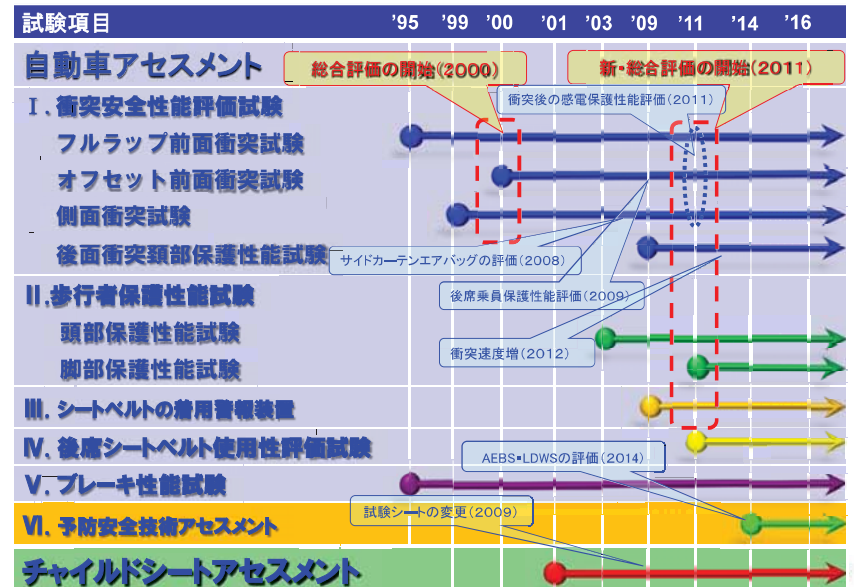 試験項目 '95 '99 '00 '01 '03 '09 '11 '14 '16
自動車アセスメント
総合評価の開始(2000)
新・総合評価の開始(2011)
Ⅰ.衝突安全性能評価試験
衝突後の感電保護性能評価(2011)
フルラップ前面衝突試験
オフセット前面衝突試験
側面衝突試験
後面衝突頚部保護性能試験
サイドカーテンエアバッグの評価(2008)
Ⅱ.歩行者保護性能試験
後席乗員保護性能評価(2009)
頭部保護性能試験
衝突速度増(2012)
脚部保護性能試験
Ⅲ.シートベルトの着用警報装置
Ⅳ.後席シートベルト使用性評価試験
AEBS・LDWSの評価(2014)
Ⅴ.ブレーキ性能試験
試験シートの変更(2009)
Ⅵ.予防安全技術アセスメント
チャイルドシートアセスメント